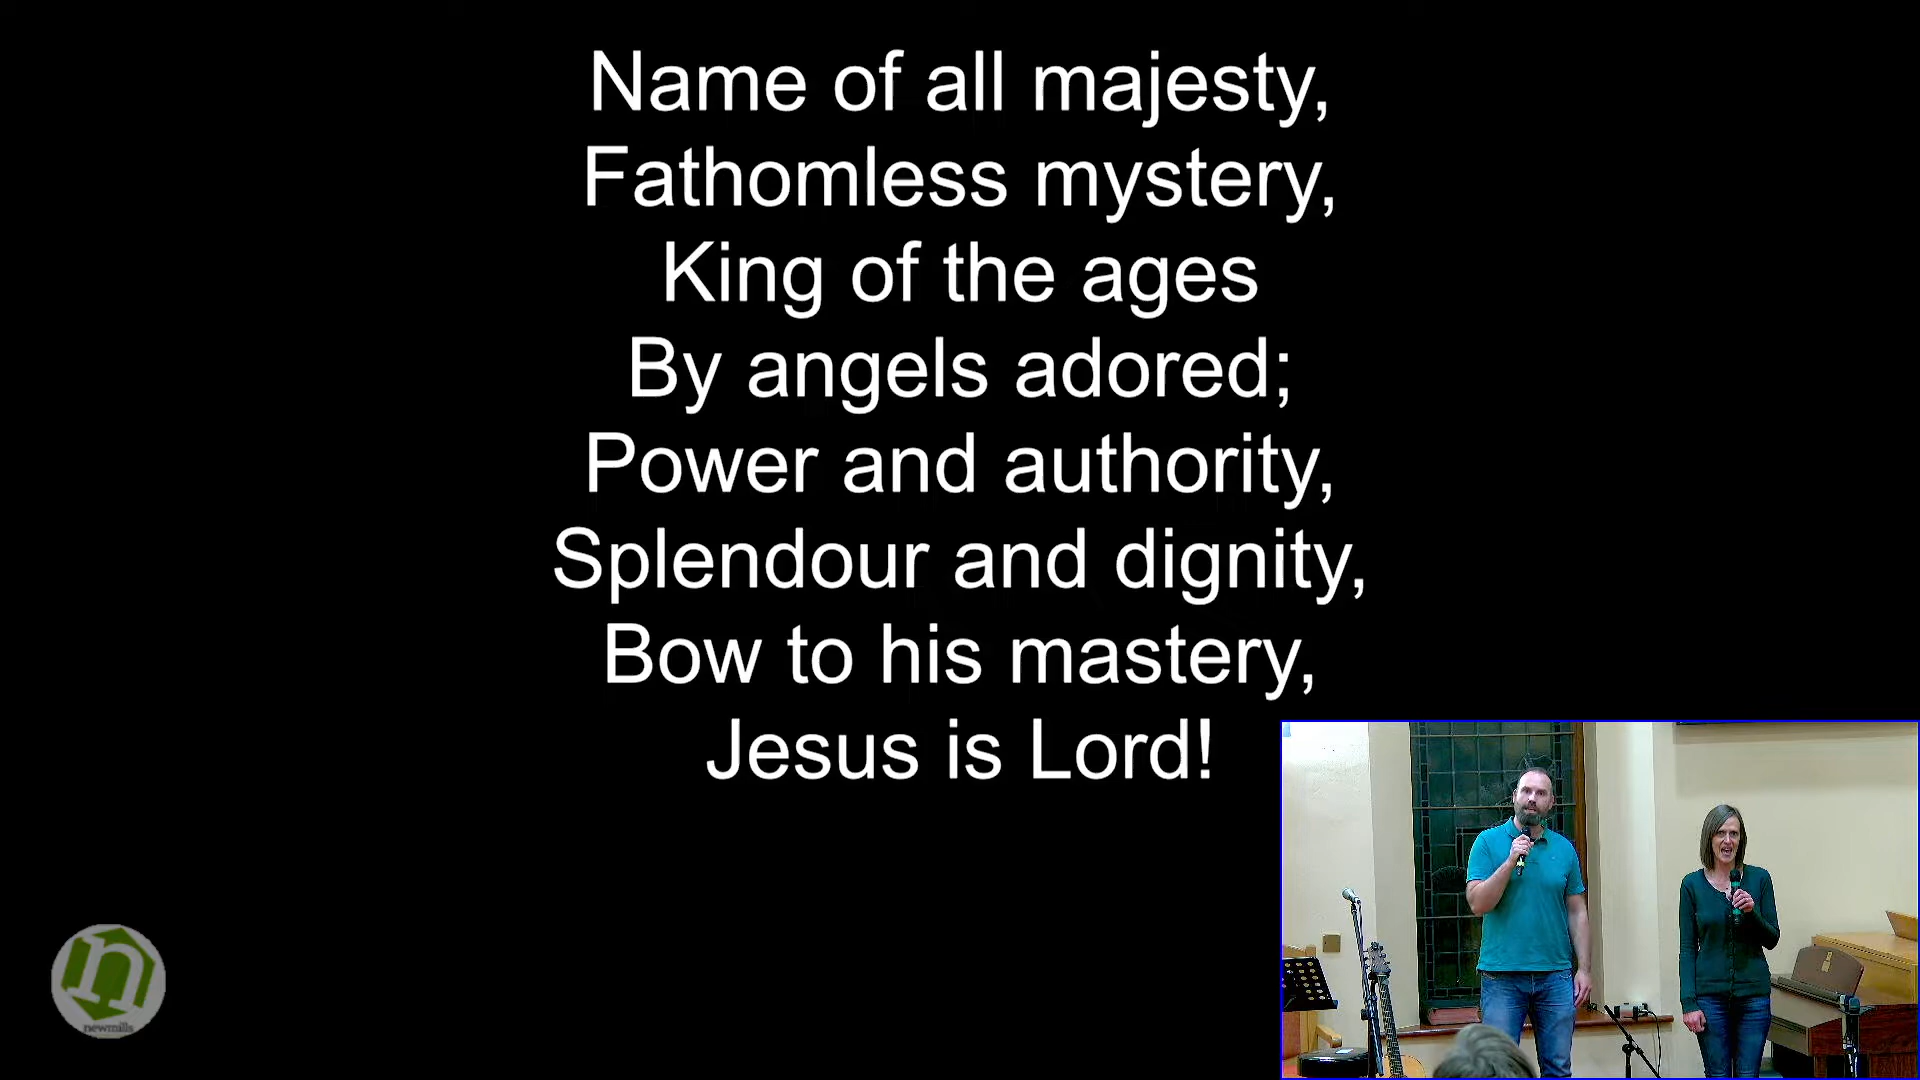 Name of all majesty,
Fathomless mystery,
King of the ages
By angels adored;
Power and authority,
Splendour and dignity,
Bow to his mastery,
Jesus is Lord!
n
newmills